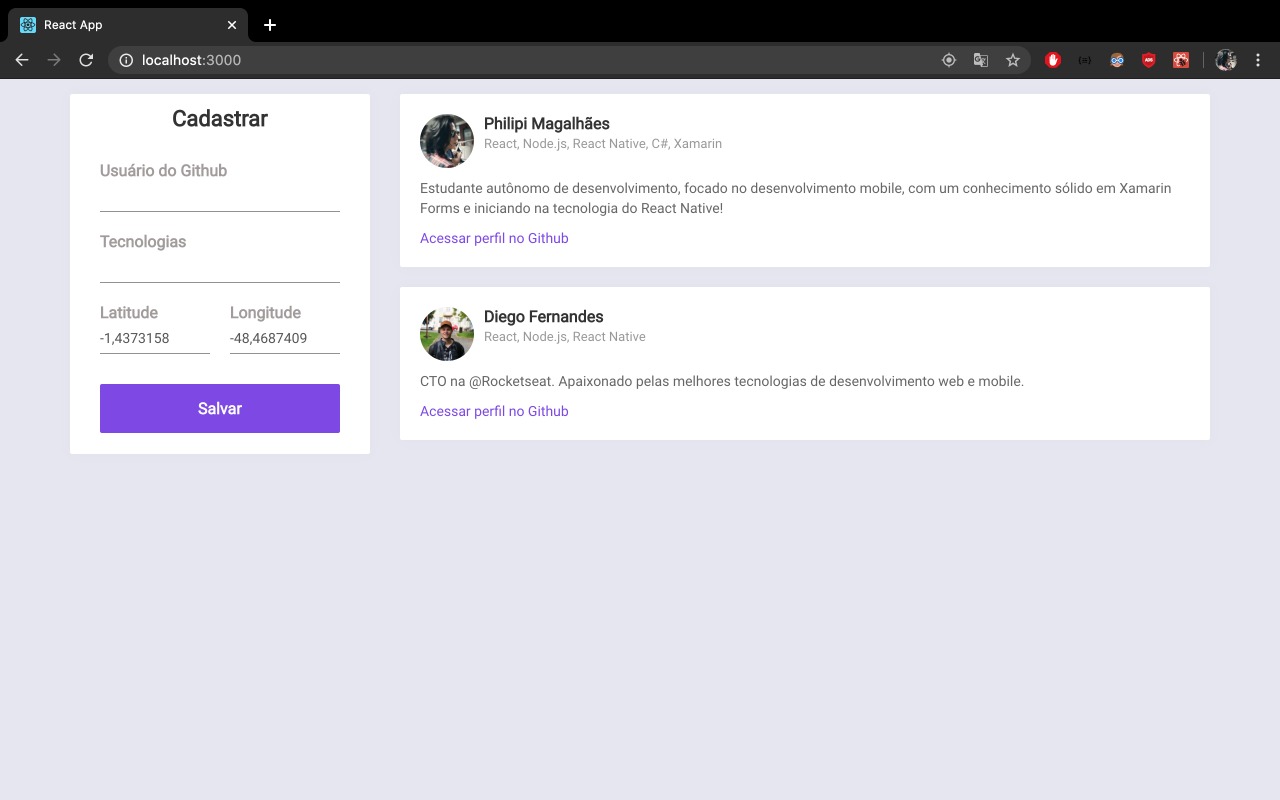 React App
localhost:3000
Cadastrar
Usuário do Github
Tecnologias
Latitude
Longitude
-1,4373158
-48,4687409
Salvar
Philipi Magalhães
React, Node.js, React Native, C#, Xamarin
Estudante autônomo de desenvolvimento, focado no desenvolvimento mobile, com um conhecimento sólido em Xamarin
Forms e iniciando na tecnologia do React Native!
Acessar perfil no Github
Diego Fernandes
React, Node.js, React Native
CTO na @Rocketseat. Apaixonado pelas melhores tecnologias de desenvolvimento web e mobile.
Acessar perfil no Github